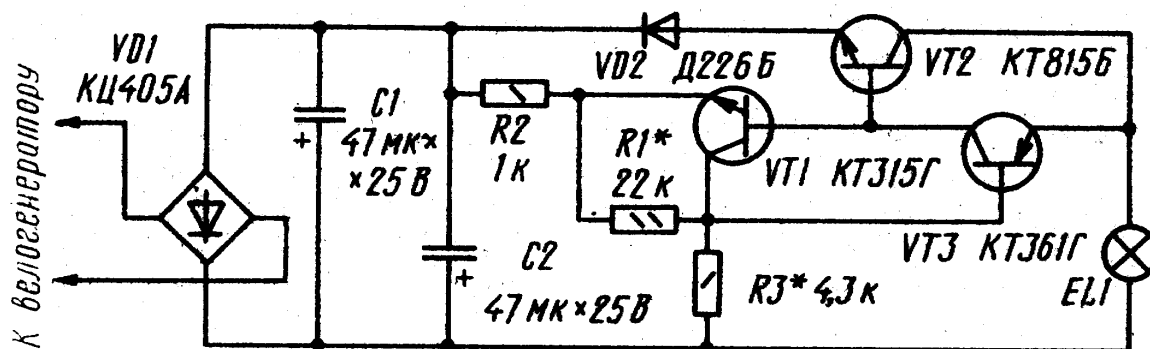 К велогенератору
VD1
КЦ405А
+
C1
47 мк×
×25 В
R2
1 к
VD2 Д226Б
R1*
22 к
VT1 КТ315Г
VT2 КТ815Б
VT3 КТ361Г
C2
+
47 мк×25 В
R3* 4,3 к
EL1